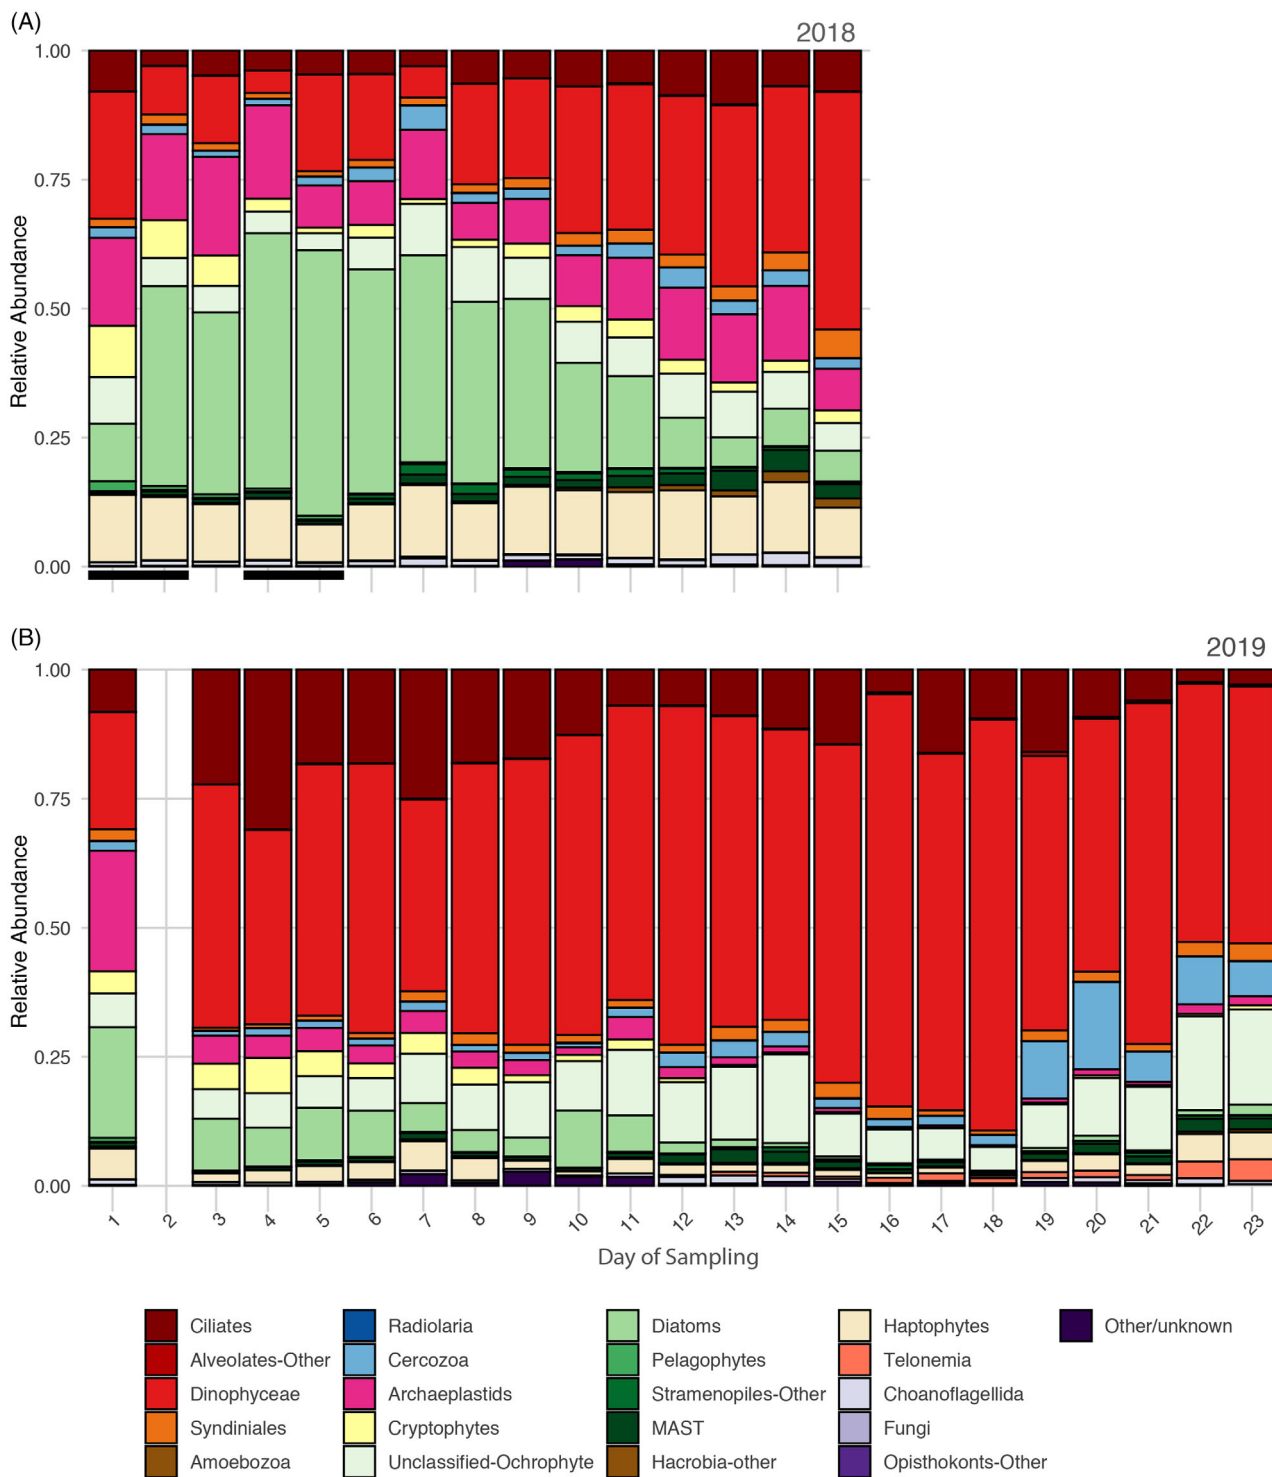 (A)
2018
1.00
0.75
0.50
0.25
0.00
Relative Abundance
(B)
2019
1.00
0.75
0.50
0.25
0.00
Relative Abundance
1 2 3 4 5 6 7 8 9 10 11 12 13 14 15 16 17 18 19 20 21 22 23
Day of Sampling
Ciliates
Alveolates-Other
Dinophyceae
Syndiniales
Amoebozoa
Radiolaria
Cercozoa
Archaeplastids
Cryptophytes
Unclassified-Ochrophyte
Diatoms
Pelagophytes
Stramenopiles-Other
MAST
Hacrobia-other
Haptophytes
Telonemia
Choanoflagellida
Fungi
Opisthokonts-Other
Other/unknown